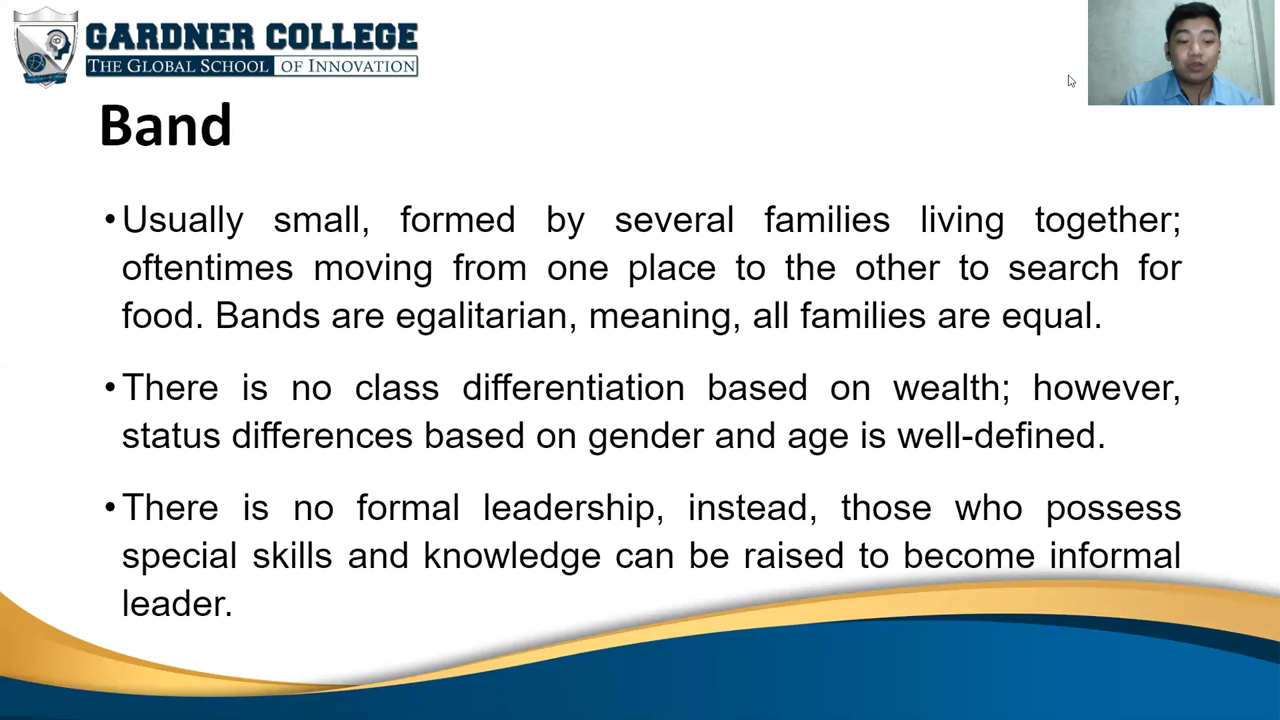 GARDNER COLLEGE
THE GLOBAL SCHOOL OF INNOVATION
Band
•Usually small, formed by several families living together;
oftentimes moving from one place to the other to search for
food. Bands are egalitarian, meaning, all families are equal.
•There is no class differentiation based on wealth; however,
status differences based on gender and age is well-defined.
•There is no formal leadership, instead, those who possess
special skills and knowledge can be raised to become informal
leader.